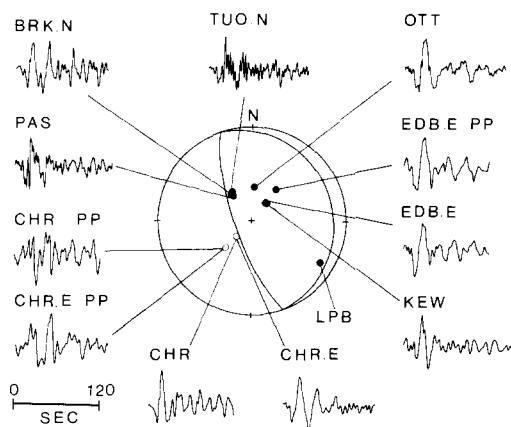 BRK.N
TUO.N
OTT
N
PAS
EDB.E PP
CHR PP
EDB.E
CHR.E PP
LPB
KEW
CHR
CHR.E
0 120
SEC